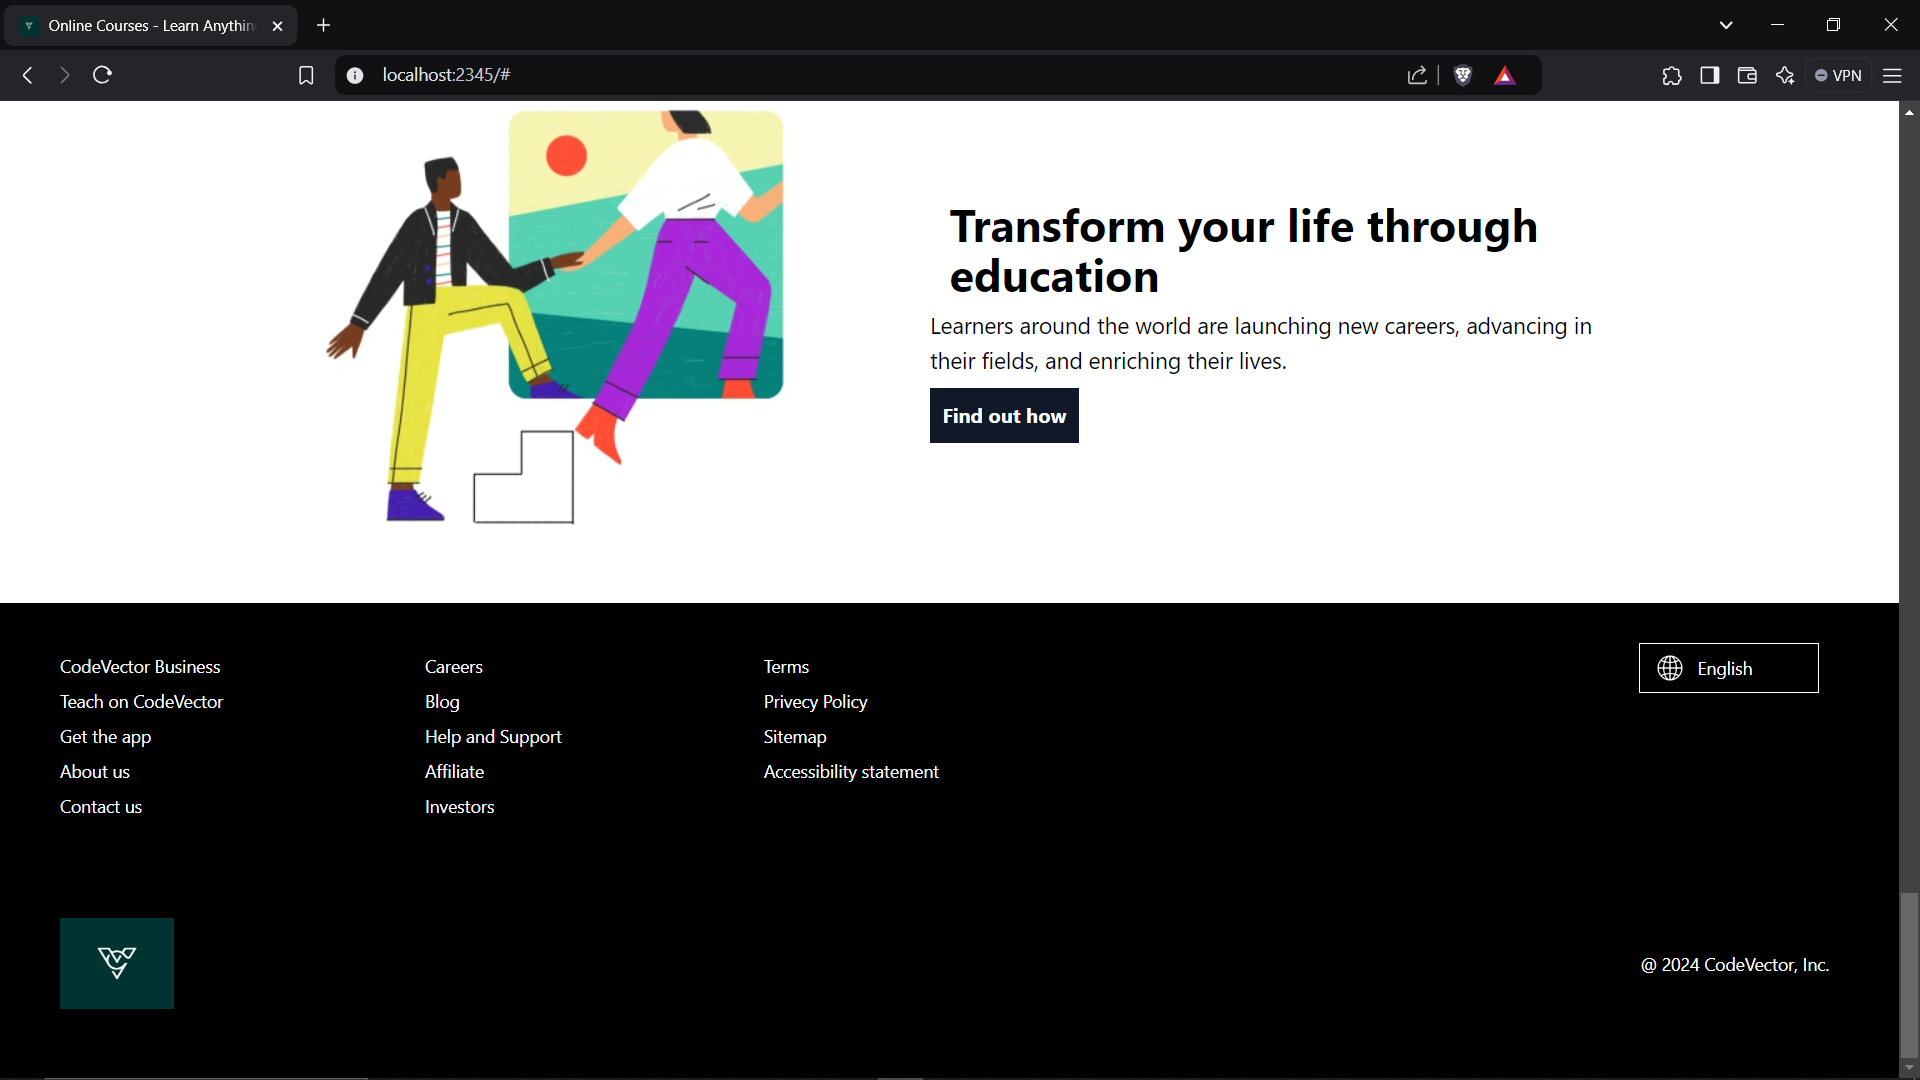 Online Courses - Learn Anythin
localhost:2345/#
VPN
Transform your life through
education
Learners around the world are launching new careers, advancing in
their fields, and enriching their lives.
Find out how
CodeVector Business
Teach on CodeVector
Get the app
About us
Contact us
Careers
Blog
Help and Support
Affiliate
Investors
Terms
Privecy Policy
Sitemap
Accessibility statement
English
@ 2024 CodeVector, Inc.